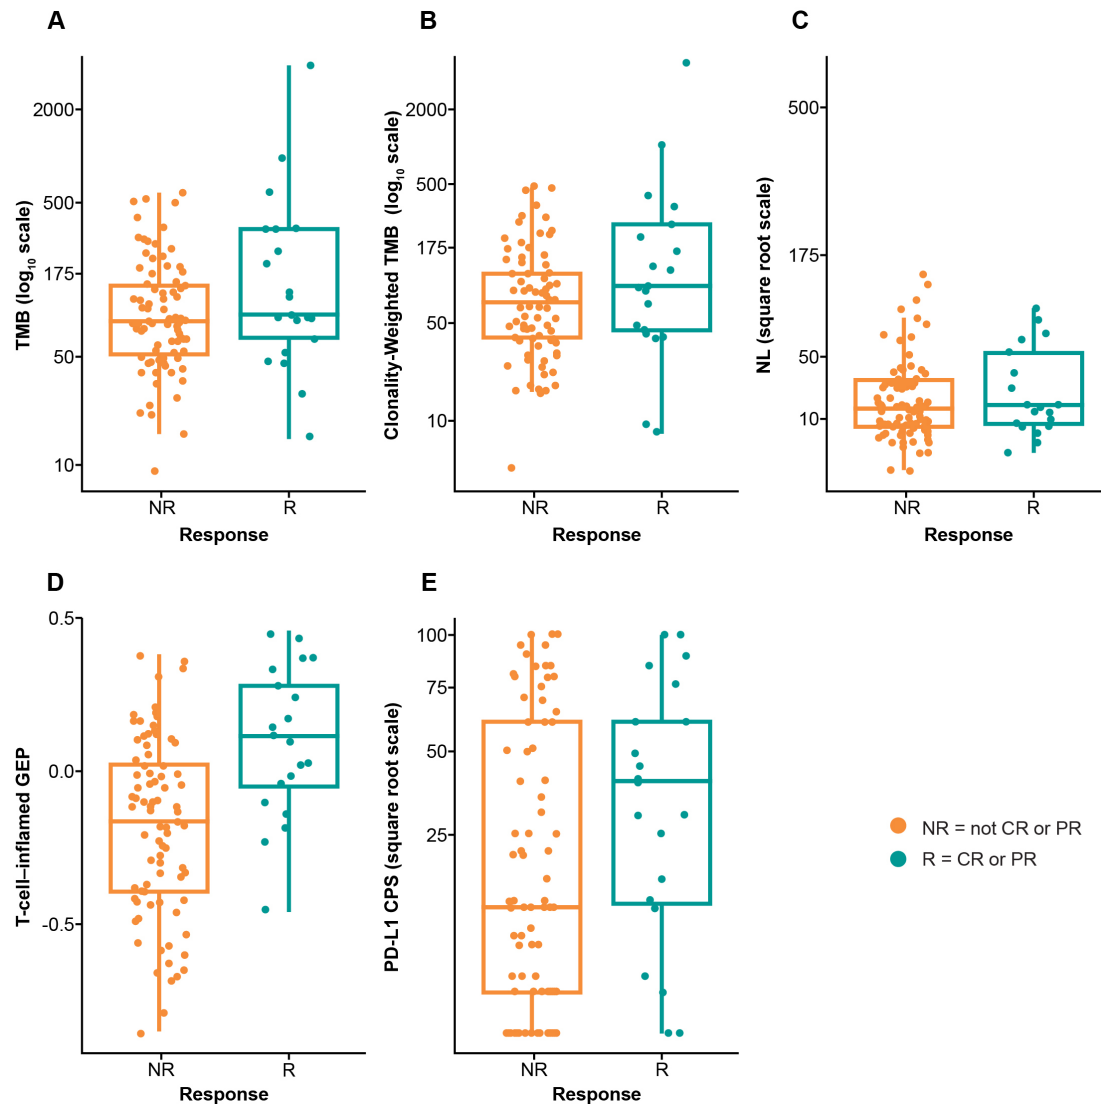 A
TMB (log10 scale)
2000
500
175
50
10
NR R
Response
B
Clonality-Weighted TMB (log10 scale)
2000
500
175
50
10
NR R
Response
C
NL (square root scale)
500
175
50
10
NR R
Response
D
T-cell–inflamed GEP
0.5
0.0
-0.5
NR R
Response
E
PD-L1 CPS (square root scale)
100
75
50
25
NR R
Response
NR = not CR or PR
R = CR or PR